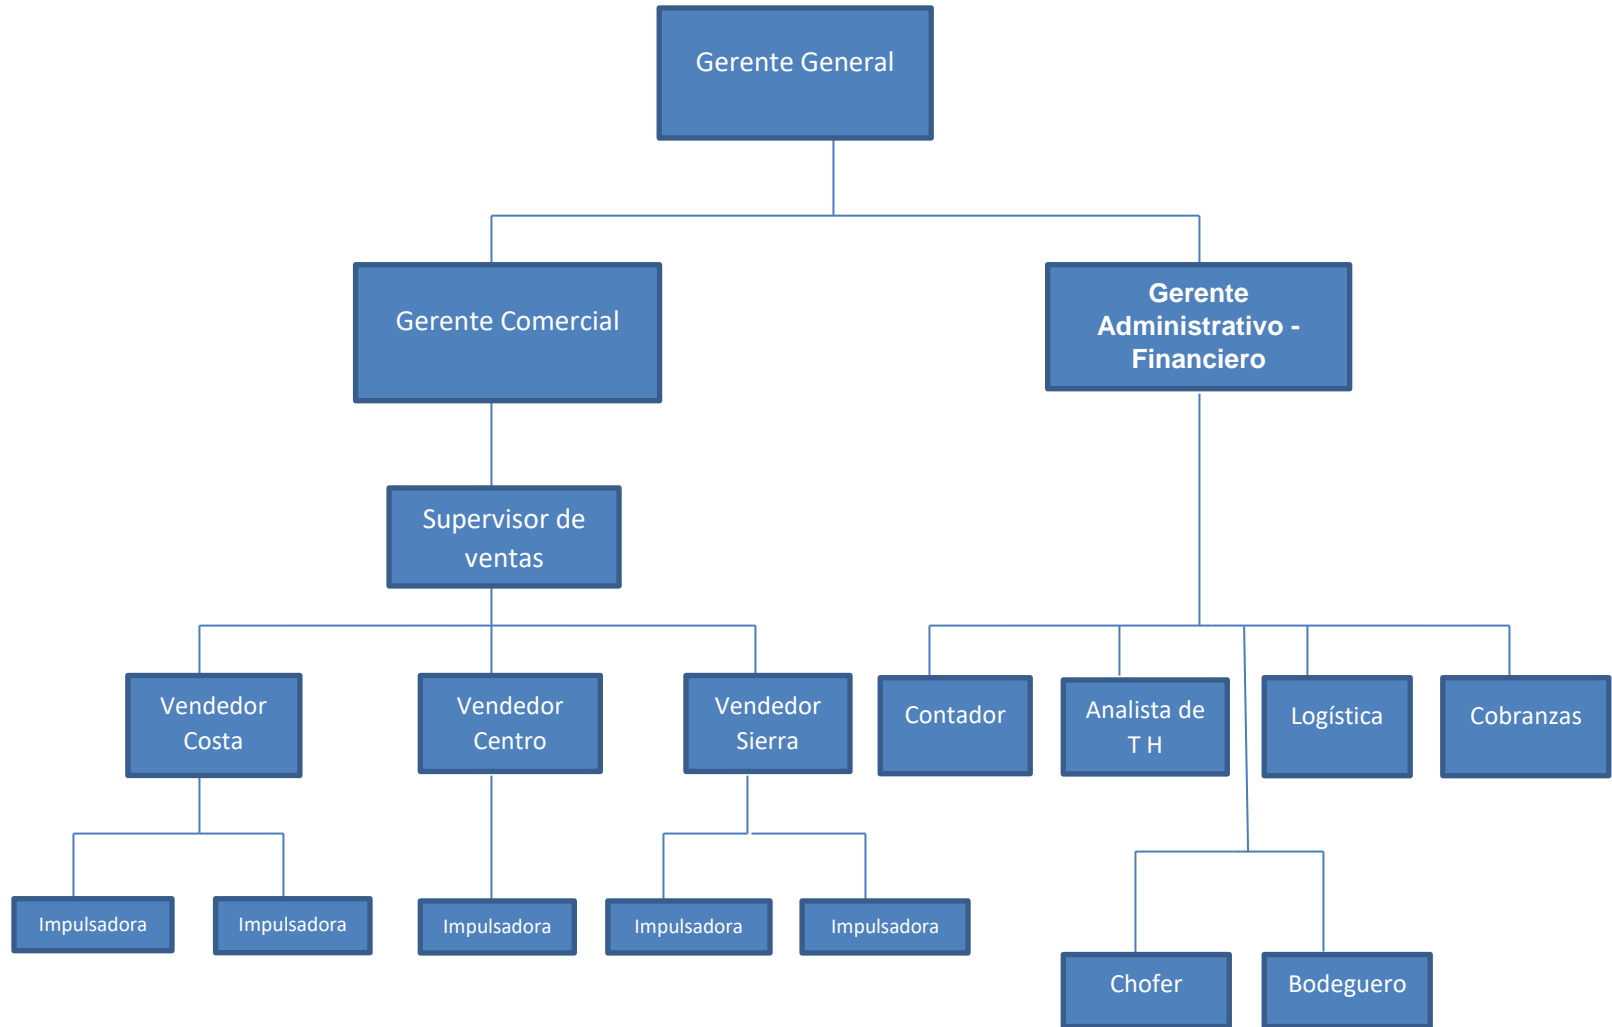 Gerente General
Gerente Comercial
Gerente
Administrativo -
Financiero
Supervisor de
ventas
Vendedor
Costa
Vendedor
Centro
Vendedor
Sierra
Contador
Analista de
T H
Logística
Cobranzas
Impulsadora
Impulsadora
Impulsadora
Impulsadora
Impulsadora
Chofer
Bodeguero